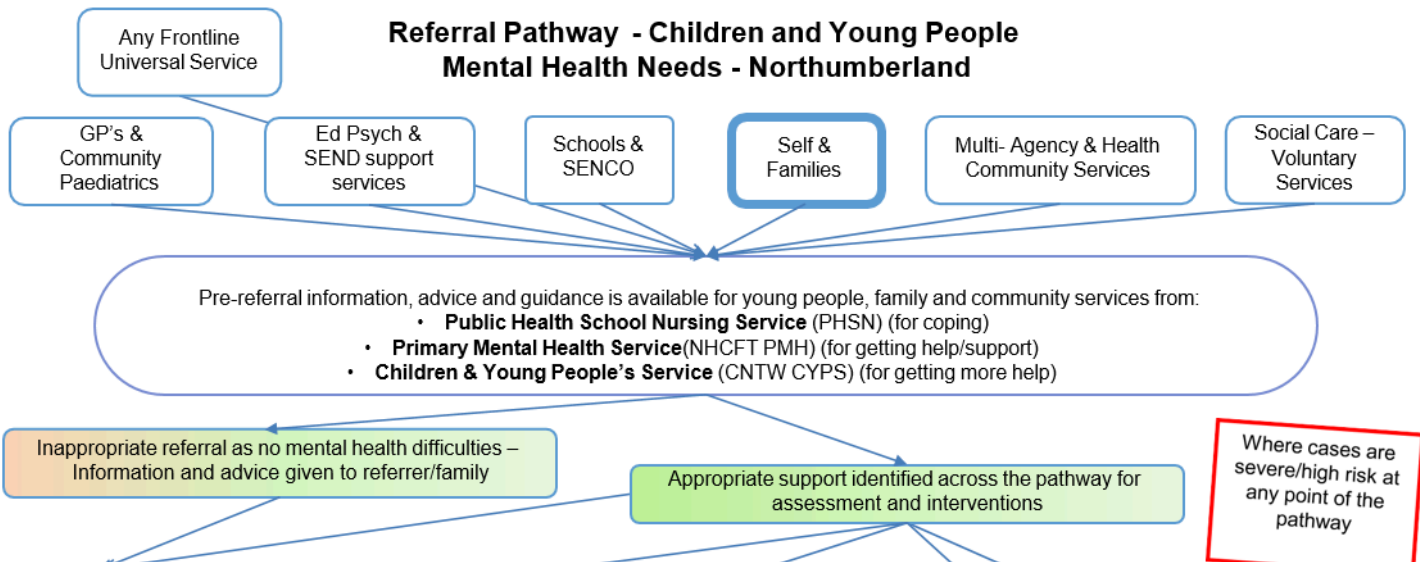 Referral Pathway - Children and Young People
Mental Health Needs - Northumberland
Any Frontline
Universal Service
GP's &
Community
Paediatrics
Ed Psych &
SEND support
services
Schools &
SENCO
Self &
Families
Multi- Agency & Health
Community Services
Social Care –
Voluntary
Services
Pre-referral information, advice and guidance is available for young people, family and community services from:
• Public Health School Nursing Service (PHSN) (for coping)
• Primary Mental Health Service(NHCFT PMH) (for getting help/support)
• Children & Young People's Service (CNTW CYPS) (for getting more help)
Inappropriate referral as no mental health difficulties –
Information and advice given to referrer/family
Appropriate support identified across the pathway for
assessment and interventions
Where cases are
severe/high risk at
any point of the
pathway